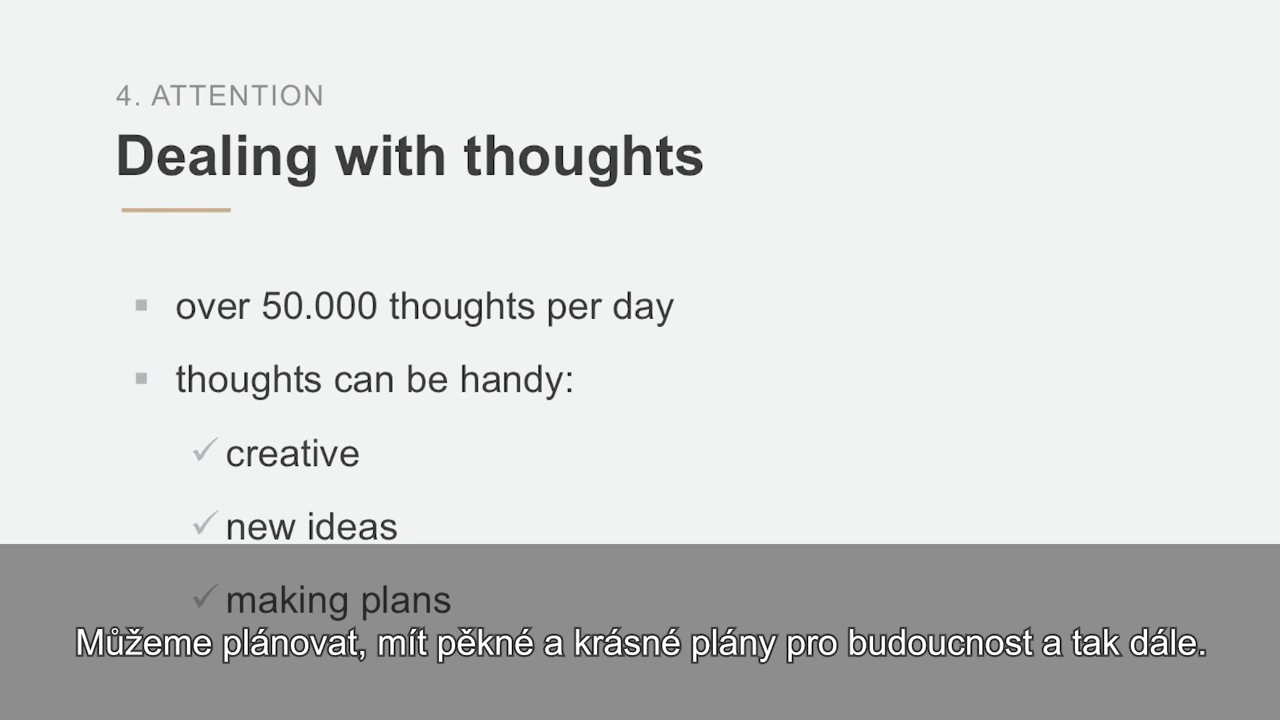 4. ATTENTION
Dealing with thoughts
over 50.000 thoughts per day
thoughts can be handy:
creative
new ideas
making plans
Můžeme plánovat, mít pěkné a krásné plány pro budoucnost a tak dále.